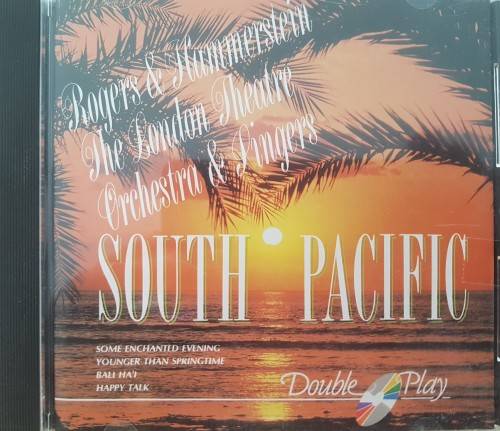 Rogers & Hammerstein
The London Theatre
Orchestra & Singers
SOUTH PACIFIC
SOME ENCHANTED EVENING
YOUNGER THAN SPRINGTIME
BALI HA'I
HAPPY TALK
Double Play